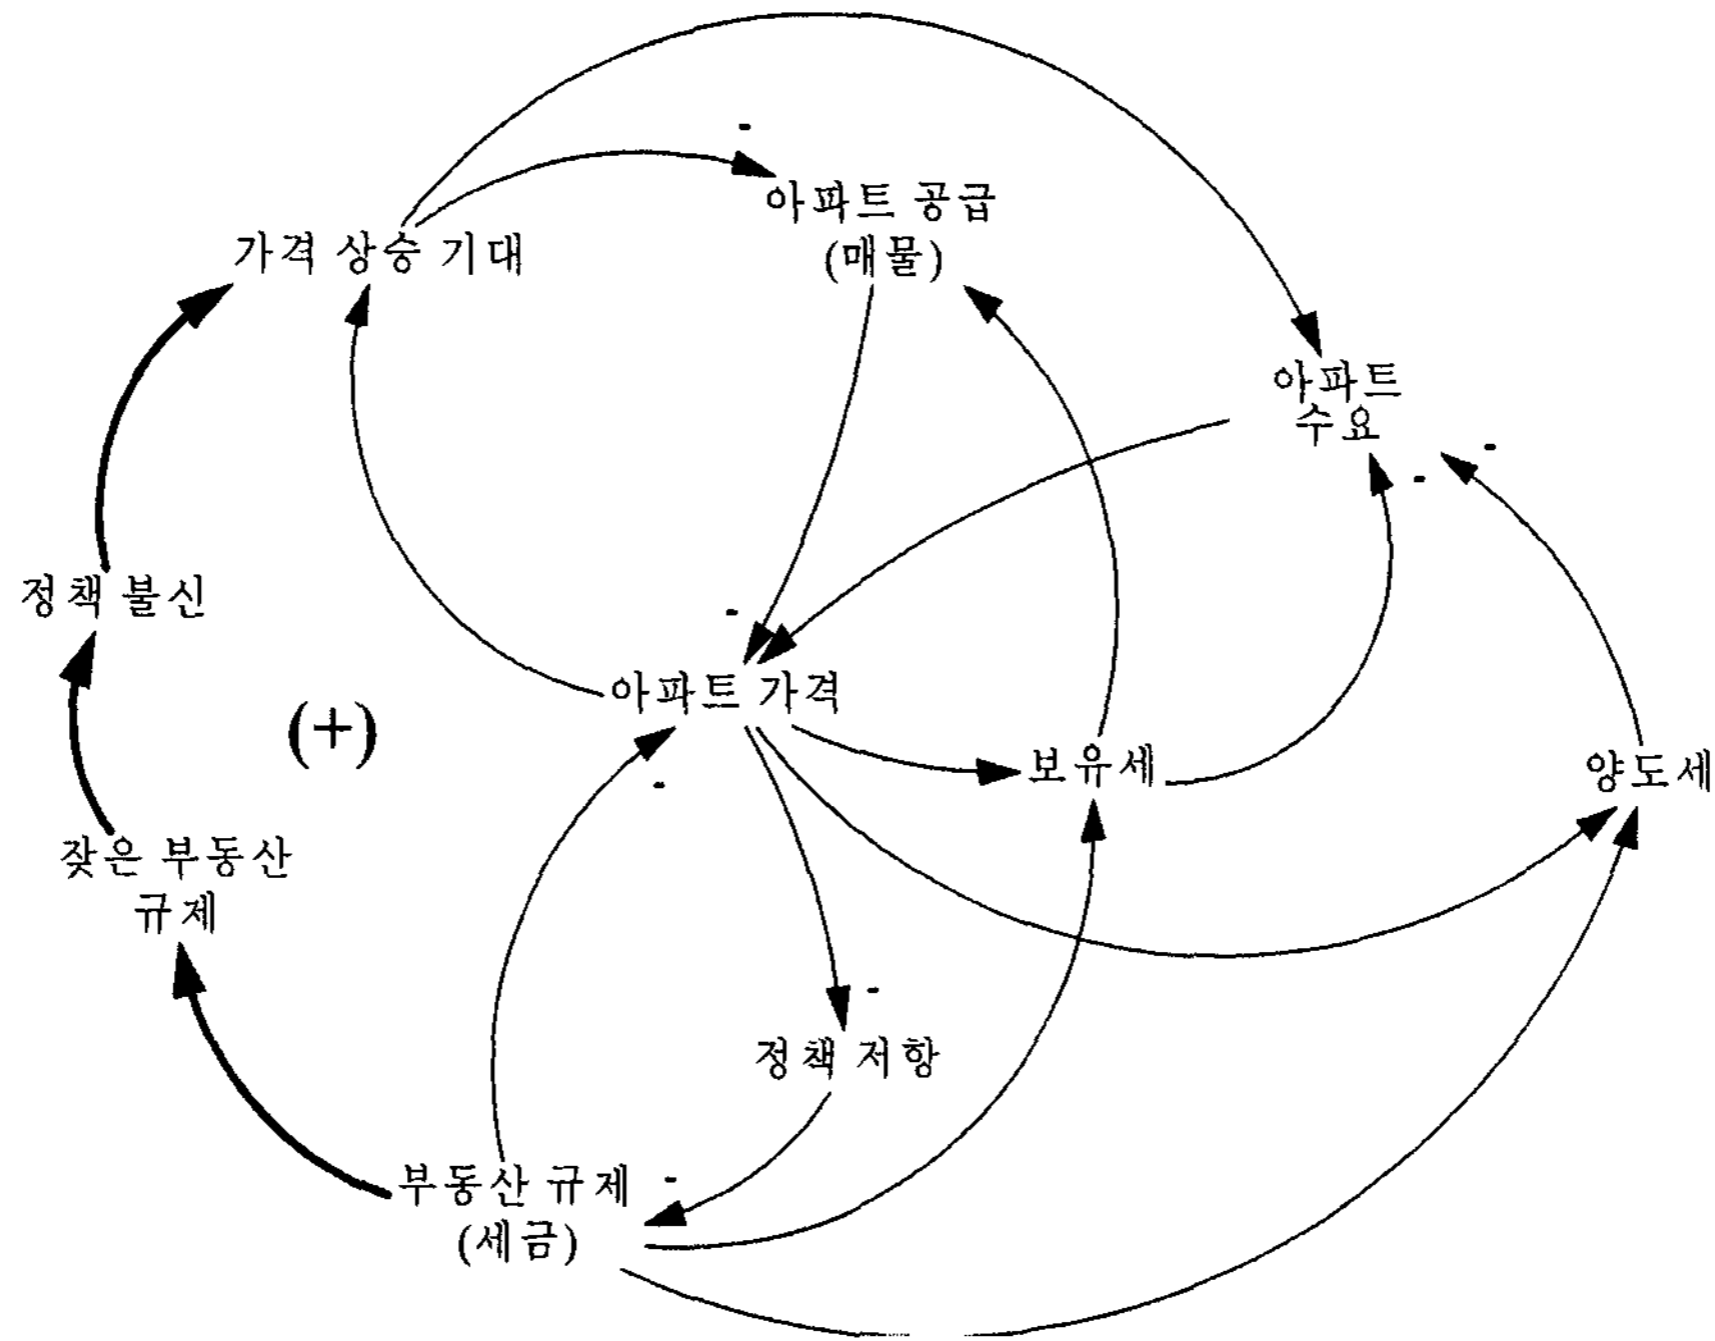 -
아파트 공급
(매물)
가격 상승 기대
아파트
수요
-
-
정책 불신
-
아파트 가격
(+)
-
보유세
양도세
잦은 부동산
규제
-
정책 저항
부동산 규제
-
(세금)